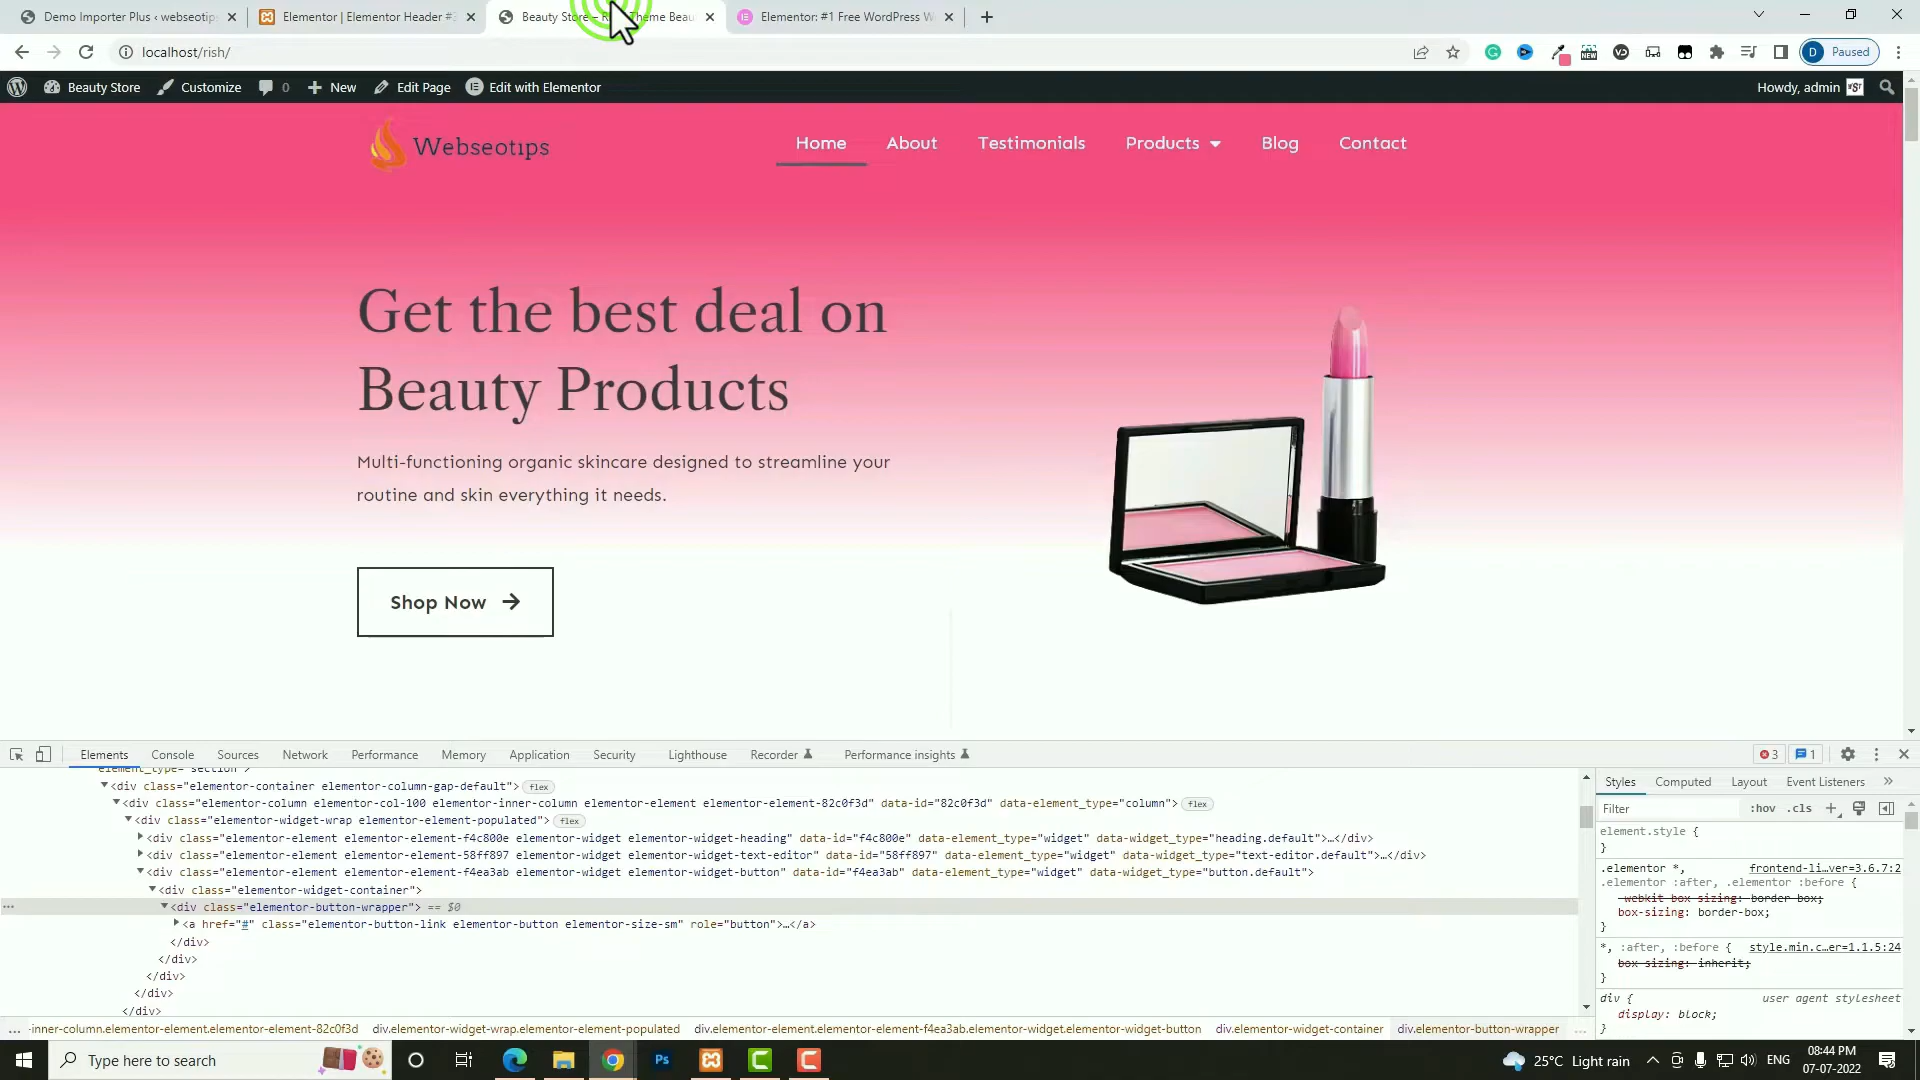 Demo Importer Plus ‹ webseotips
Elementor | Elementor Header #2
Beauty Store – R Theme Beau
Elementor: #1 Free WordPress W
localhost/rish/
D Paused
Beauty Store
Customize
0
New
Edit Page
Edit with Elementor
Howdy, admin
Webseotips
Home
About
Testimonials
Products
Blog
Contact
Get the best deal on
Beauty Products
Multi-functioning organic skincare designed to streamline your
routine and skin everything it needs.
Shop Now
Elements Console Sources Network Performance Memory Application Security Lighthouse Recorder Performance insights
3
1
element_type="section">
<div class="elementor-container elementor-column-gap-default"> flex
<div class="elementor-column elementor-col-100 elementor-inner-column elementor-element elementor-element-82c0f3d" data-id="82c0f3d" data-element_type="column"> flex
<div class="elementor-widget-wrap elementor-element-populated"> flex
<div class="elementor-element elementor-element-f4c800e elementor-widget elementor-widget-heading" data-id="f4c800e" data-element_type="widget" data-widget_type="heading.default">…</div>
<div class="elementor-element elementor-element-58ff897 elementor-widget elementor-widget-text-editor" data-id="58ff897" data-element_type="widget" data-widget_type="text-editor.default">…</div>
<div class="elementor-element elementor-element-f4ea3ab elementor-widget elementor-widget-button" data-id="f4ea3ab" data-element_type="widget" data-widget_type="button.default">
<div class="elementor-widget-container">
<div class="elementor-button-wrapper"> == $0
<a href="#" class="elementor-button-link elementor-button elementor-size-sm" role="button">…</a>
</div>
</div>
</div>
</div>
</div>
... -inner-column.elementor-element.elementor-element-82c0f3d div.elementor-widget-wrap.elementor-element-populated div.elementor-element.elementor-element-f4ea3ab.elementor-widget.elementor-widget-button div.elementor-widget-container div.elementor-button-wrapper ...
Styles Computed Layout Event Listeners »
Filter :hov .cls +
element.style {
}
.elementor *, frontend-li…ver=3.6.7:2
.elementor :after, .elementor :before {
-webkit-box-sizing: border-box;
box-sizing: border-box;
}
*, :after, :before { style.min.c…er=1.1.5:24
box-sizing: inherit;
}
div { user agent stylesheet
display: block;
}
Type here to search
Ps
25°C Light rain
ENG
08:44 PM
07-07-2022